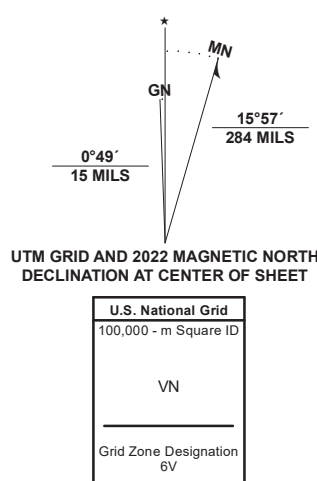 ★
MN
GN
15°57´
284 MILS
0°49´
15 MILS
UTM GRID AND 2022 MAGNETIC NORTH
DECLINATION AT CENTER OF SHEET
U.S. National Grid
100,000 - m Square ID
VN
Grid Zone Designation
6V